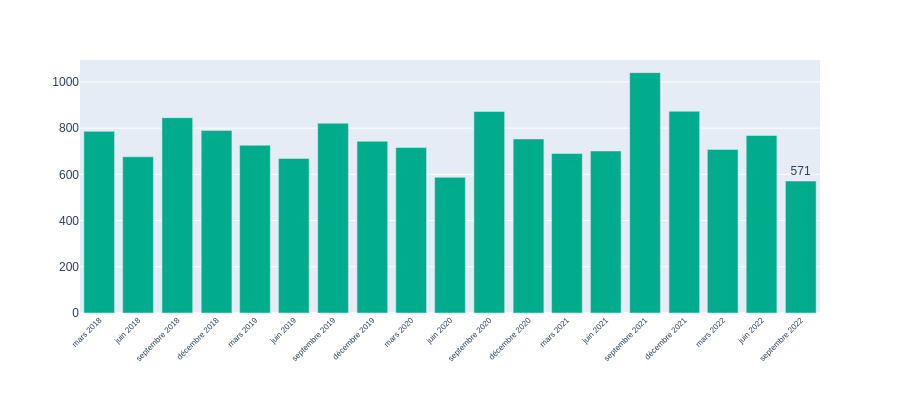 1000
800
600
400
200
0
571
mars 2018
juin 2018
septembre 2018
décembre 2018
mars 2019
juin 2019
septembre 2019
décembre 2019
mars 2020
juin 2020
septembre 2020
décembre 2020
mars 2021
juin 2021
septembre 2021
décembre 2021
mars 2022
juin 2022
septembre 2022